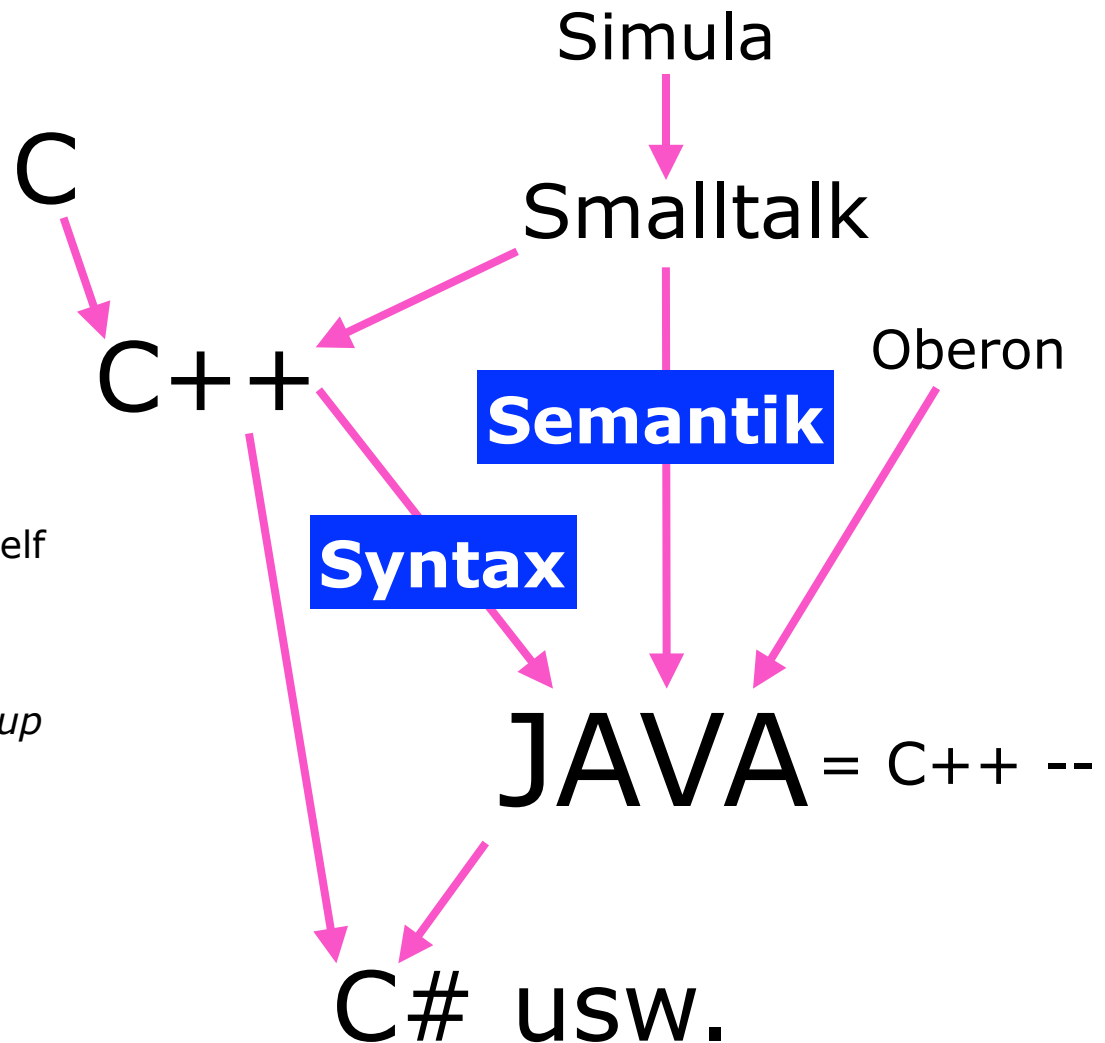 Simula
C
Smalltalk
Oberon
C++
Semantik
elf
Syntax
up
JAVA = C++ --
C# usw.